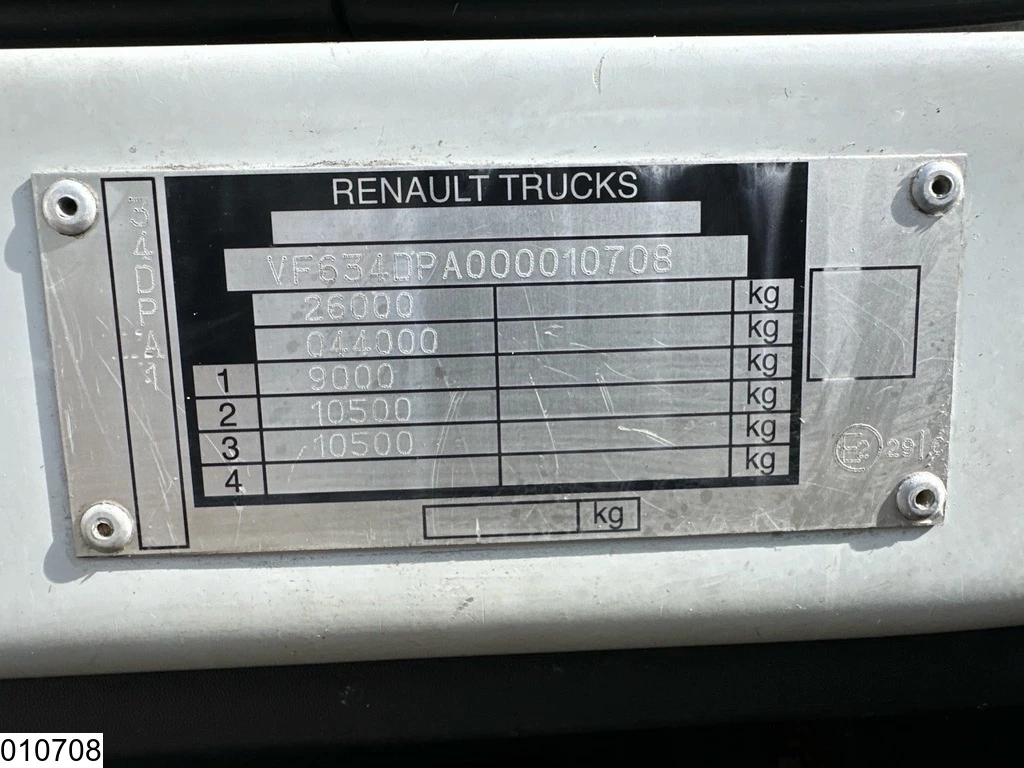 RENAULT TRUCKS
VF634DPA000010708
26000 kg
044000 kg
1 9000 kg
2 10500 kg
3 10500 kg
4 kg
kg
34DPA1
E2
010708